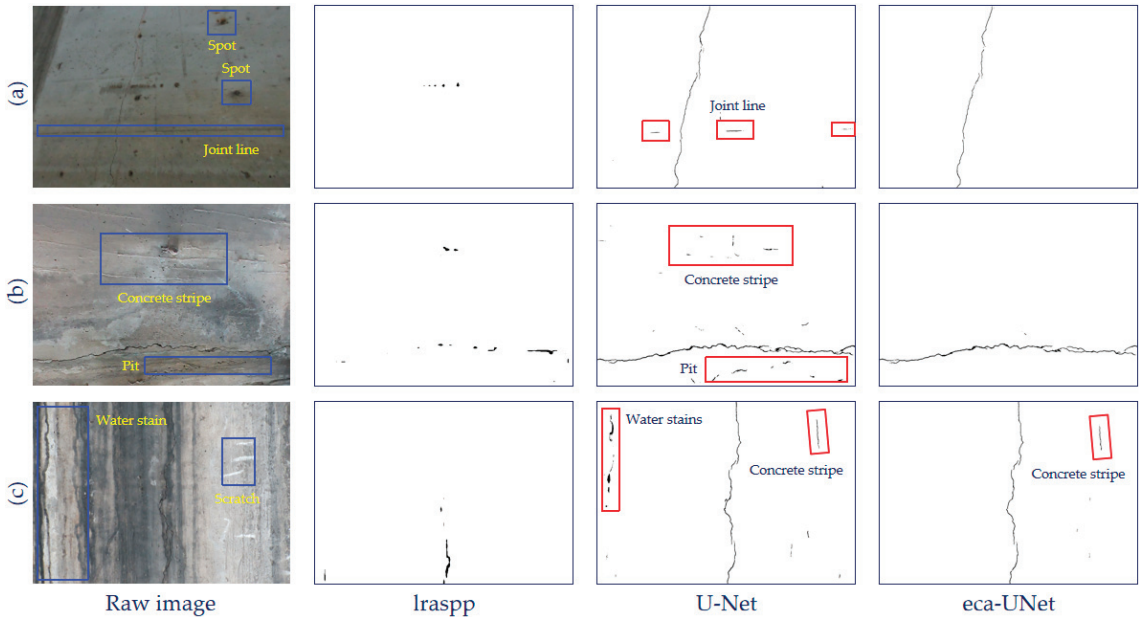 (a)
Spot
Spot
Joint line
Joint line
(b)
Concrete stripe
Pit
Concrete stripe
Pit
(c)
Water stain
Scratch
Water stains
Concrete stripe
Concrete stripe
Raw image
lraspp
U-Net
eca-UNet